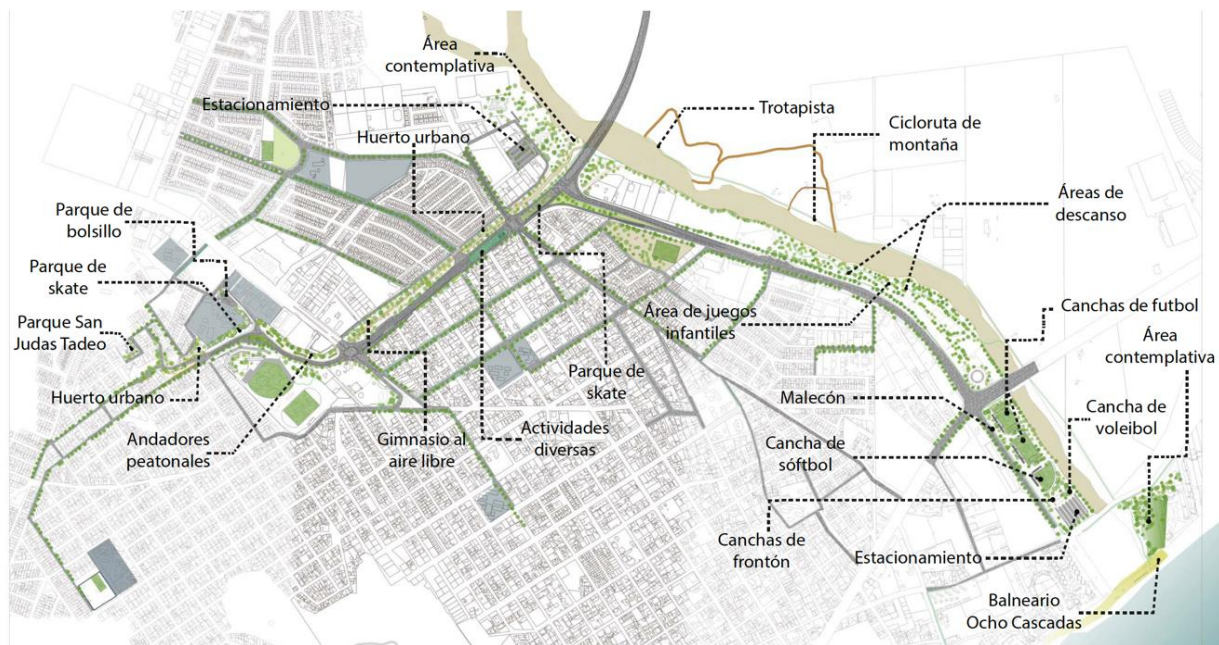 Área
contemplativa
Estacionamiento
Huerto urbano
Trotapista
Cicloruta de
montaña
Áreas de
descanso
Parque de
bolsillo
Parque de
skate
Parque San
Judas Tadeo
Huerto urbano
Andadores
peatonales
Gimnasio al
aire libre
Actividades
diversas
Parque de
skate
Área de juegos
infantiles
Canchas de futbol
Área
contemplativa
Malecón
Cancha de
voleibol
Cancha de
sóftbol
Canchas de
frontón
Estacionamiento
Balneario
Ocho Cascadas